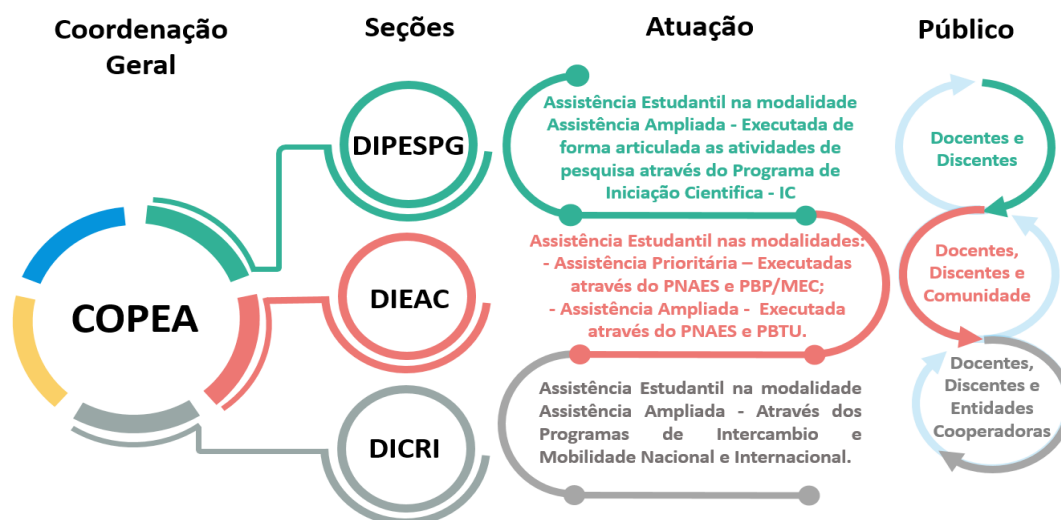 Coordenação
Geral
Seções
Atuação
Público
COPEA
DIPESPG
Assistência Estudantil na modalidade
Assistência Ampliada - Executada de
forma articulada as atividades de
pesquisa através do Programa de
Iniciação Cientifica - IC
Docentes e
Discentes
DIEAC
Assistência Estudantil nas modalidades:
- Assistência Prioritária – Executadas
através do PNAES e PBP/MEC;
- Assistência Ampliada - Executada
através do PNAES e PBTU.
Docentes,
Discentes e
Comunidade
DICRI
Assistência Estudantil na modalidade
Assistência Ampliada - Através dos
Programas de Intercambio e
Mobilidade Nacional e Internacional.
Docentes,
Discentes e
Entidades
Cooperadoras